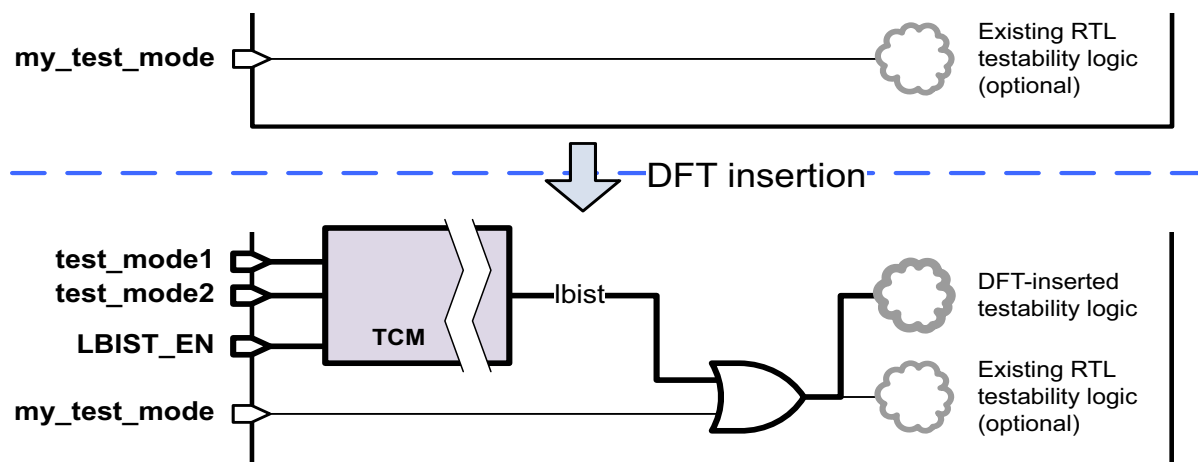 my_test_mode
Existing RTL
testability logic
(optional)
DFT insertion
test_mode1
test_mode2
LBIST_EN
TCM
lbist
DFT-inserted
testability logic
my_test_mode
Existing RTL
testability logic
(optional)